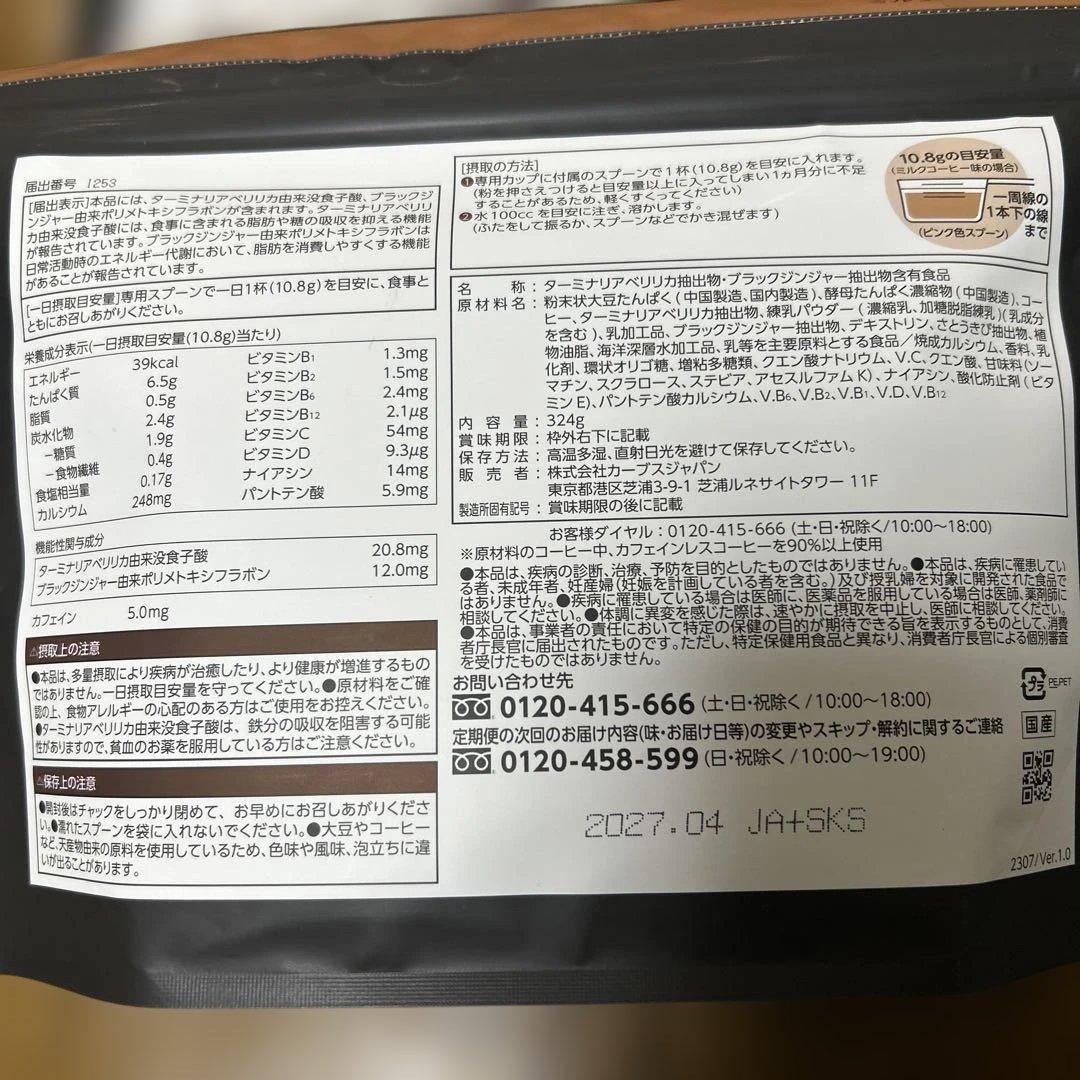 届出番号 I253
[届出表示]本品には、ターミナリアベリリカ由来没食子酸、ブラックジ
ンジャー由来ポリメトキシフラボンが含まれます。ターミナリアベリリ
カ由来没食子酸には、食事に含まれる脂肪や糖の吸収を抑える機能
が報告されています。ブラックジンジャー由来ポリメトキシフラボンは
日常活動時のエネルギー代謝において、脂肪を消費しやすくする機能
があることが報告されています。
[一日摂取目安量]専用スプーンで一日1杯(10.8g)を目安に、食事と
ともにお召しあがりください。
栄養成分表示(一日摂取目安量(10.8g)当たり)
エネルギー 39kcal
たんぱく質 6.5g
脂質 0.5g
炭水化物 2.4g
－糖質 1.9g
－食物繊維 0.4g
食塩相当量 0.17g
カルシウム 248mg
ビタミンB1 1.3mg
ビタミンB2 1.5mg
ビタミンB6 2.4mg
ビタミンB12 2.1μg
ビタミンC 54mg
ビタミンD 9.3μg
ナイアシン 14mg
パントテン酸 5.9mg
機能性関与成分
ターミナリアベリリカ由来没食子酸 20.8mg
ブラックジンジャー由来ポリメトキシフラボン 12.0mg
カフェイン 5.0mg
⚠摂取上の注意
●本品は、多量摂取により疾病が治癒したり、より健康が増進するもの
ではありません。一日摂取目安量を守ってください。●原材料をご確
認の上、食物アレルギーの心配のある方はご使用をお控えください。
●ターミナリアベリリカ由来没食子酸は、鉄分の吸収を阻害する可能
性がありますので、貧血のお薬を服用している方はご注意ください。
⚠保存上の注意
●開封後はチャックをしっかり閉めて、お早めにお召しあがりくださ
い。●濡れたスプーンを袋に入れないでください。●大豆やコーヒー
など、天産物由来の原料を使用しているため、色味や風味、泡立ちに違
いが出ることがあります。
[摂取の方法]
❶専用カップに付属のスプーンで1杯(10.8g)を目安に入れます。
(粉を押さえつけると目安量以上に入ってしまい1ヵ月分に不足
することがあるため、軽くすくってください)
❷水100ccを目安に注ぎ、溶かします。
(ふたをして振るか、スプーンなどでかき混ぜます)
10.8gの目安量
(ミルクコーヒー味の場合)
一周線の
1本下の線
まで
(ピンク色スプーン)
名称：ターミナリアベリリカ抽出物・ブラックジンジャー抽出物含有食品
原材料名：粉末状大豆たんぱく(中国製造、国内製造)、酵母たんぱく濃縮物(中国製造)、コー
ヒー、ターミナリアベリリカ抽出物、練乳パウダー(濃縮乳、加糖脱脂練乳)(乳成分
を含む)、乳加工品、ブラックジンジャー抽出物、デキストリン、さとうきび抽出物、植
物油脂、海洋深層水加工品、乳等を主要原料とする食品／焼成カルシウム、香料、乳
化剤、環状オリゴ糖、増粘多糖類、クエン酸ナトリウム、V.C、クエン酸、甘味料(ソー
マチン、スクラロース、ステビア、アセスルファムK)、ナイアシン、酸化防止剤(ビタ
ミンE)、パントテン酸カルシウム、V.B6、V.B2、V.B1、V.D、V.B12
内容量：324g
賞味期限：枠外右下に記載
保存方法：高温多湿、直射日光を避けて保存してください。
販売者：株式会社カーブスジャパン
東京都港区芝浦3-9-1 芝浦ルネサイトタワー 11F
製造所固有記号：賞味期限の後に記載
お客様ダイヤル：0120-415-666 (土・日・祝除く/10:00～18:00)
※原材料のコーヒー中、カフェインレスコーヒーを90%以上使用
●本品は、疾病の診断、治療、予防を目的としたものではありません。●本品は、疾病に罹患してい
る者、未成年者、妊産婦(妊娠を計画している者を含む。)及び授乳婦を対象に開発された食品で
はありません。●疾病に罹患している場合は医師に、医薬品を服用している場合は医師、薬剤師に
相談してください。●体調に異変を感じた際は、速やかに摂取を中止し、医師に相談してください。
●本品は、事業者の責任において特定の保健の目的が期待できる旨を表示するものとして、消費
者庁長官に届出されたものです。ただし、特定保健用食品と異なり、消費者庁長官による個別審査
を受けたものではありません。
お問い合わせ先
0120-415-666 (土・日・祝除く/10:00～18:00)
定期便の次回のお届け内容(味・お届け日等)の変更やスキップ・解約に関するご連絡
0120-458-599 (日・祝除く/10:00～19:00)
プラ PE,PET
国産
2027.04 JA+SKS
2307/Ver.1.0